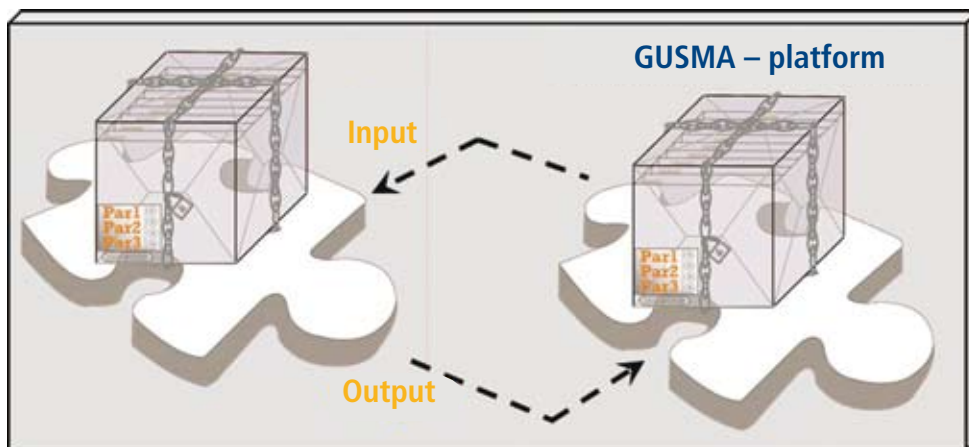 GUSMA – platform
Input
Par1
Par2
Par3
Par1
Par2
Par3
Output